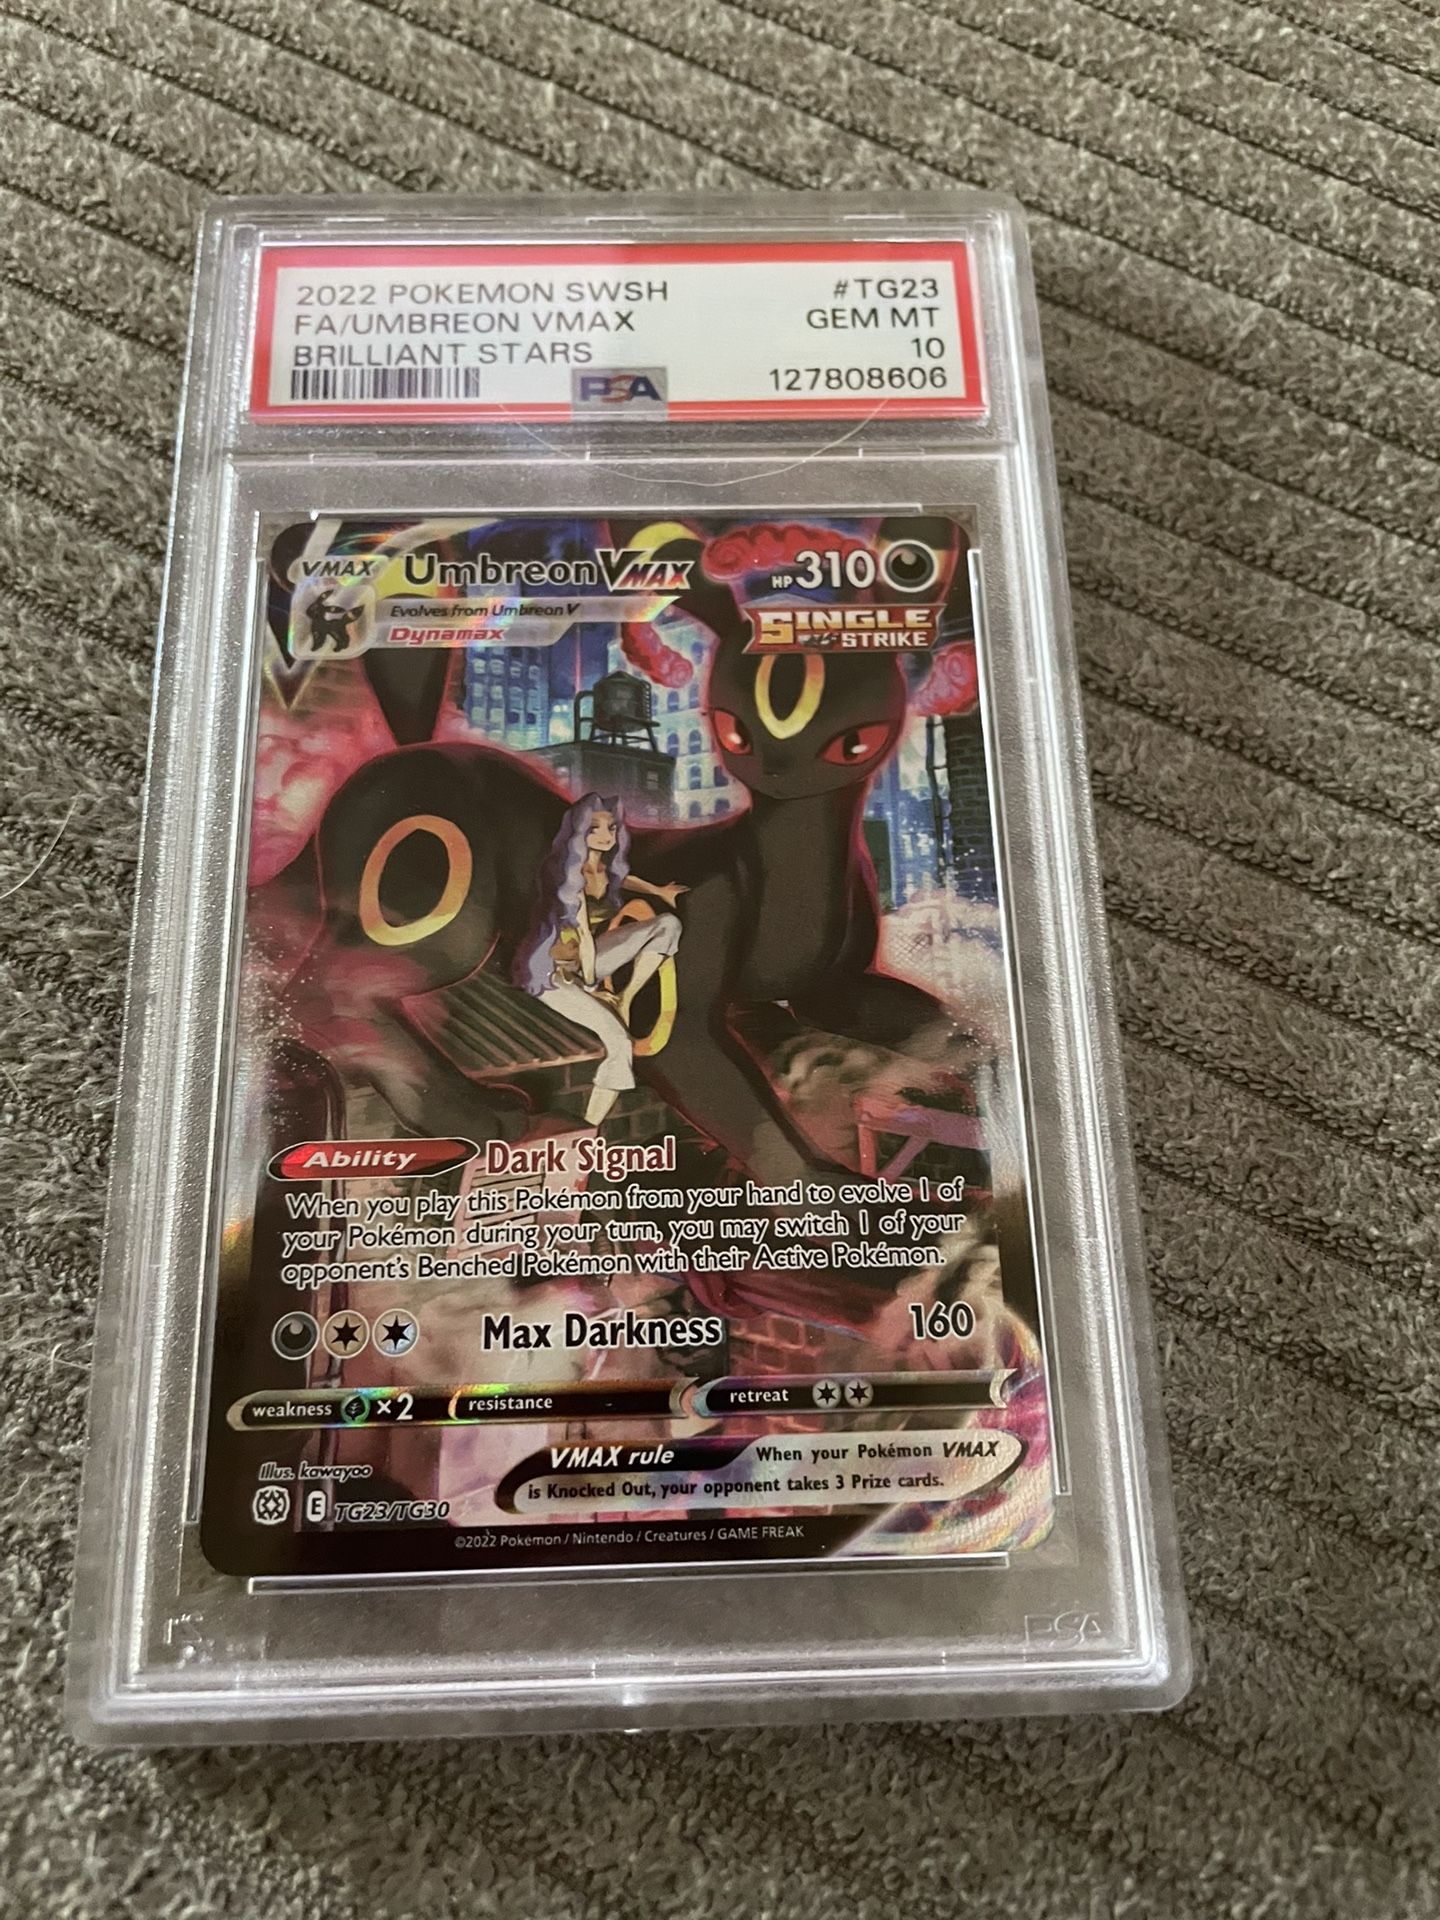 2022 POKEMON SWSH #TG23
FA/UMBREON VMAX GEM MT
BRILLIANT STARS 10
PSA 127808606
VMAX Umbreon VMAX HP 310
Evolves from Umbreon V
Dynamax
SINGLE
STRIKE
Ability Dark Signal
When you play this Pokémon from your hand to evolve 1 of
your Pokémon during your turn, you may switch 1 of your
opponent's Benched Pokémon with their Active Pokémon.
Max Darkness 160
weakness ×2 resistance retreat
VMAX rule When your Pokémon VMAX
is Knocked Out, your opponent takes 3 Prize cards.
Illus. kawayoo
E TG23/TG30
©2022 Pokémon / Nintendo / Creatures / GAME FREAK
PSA